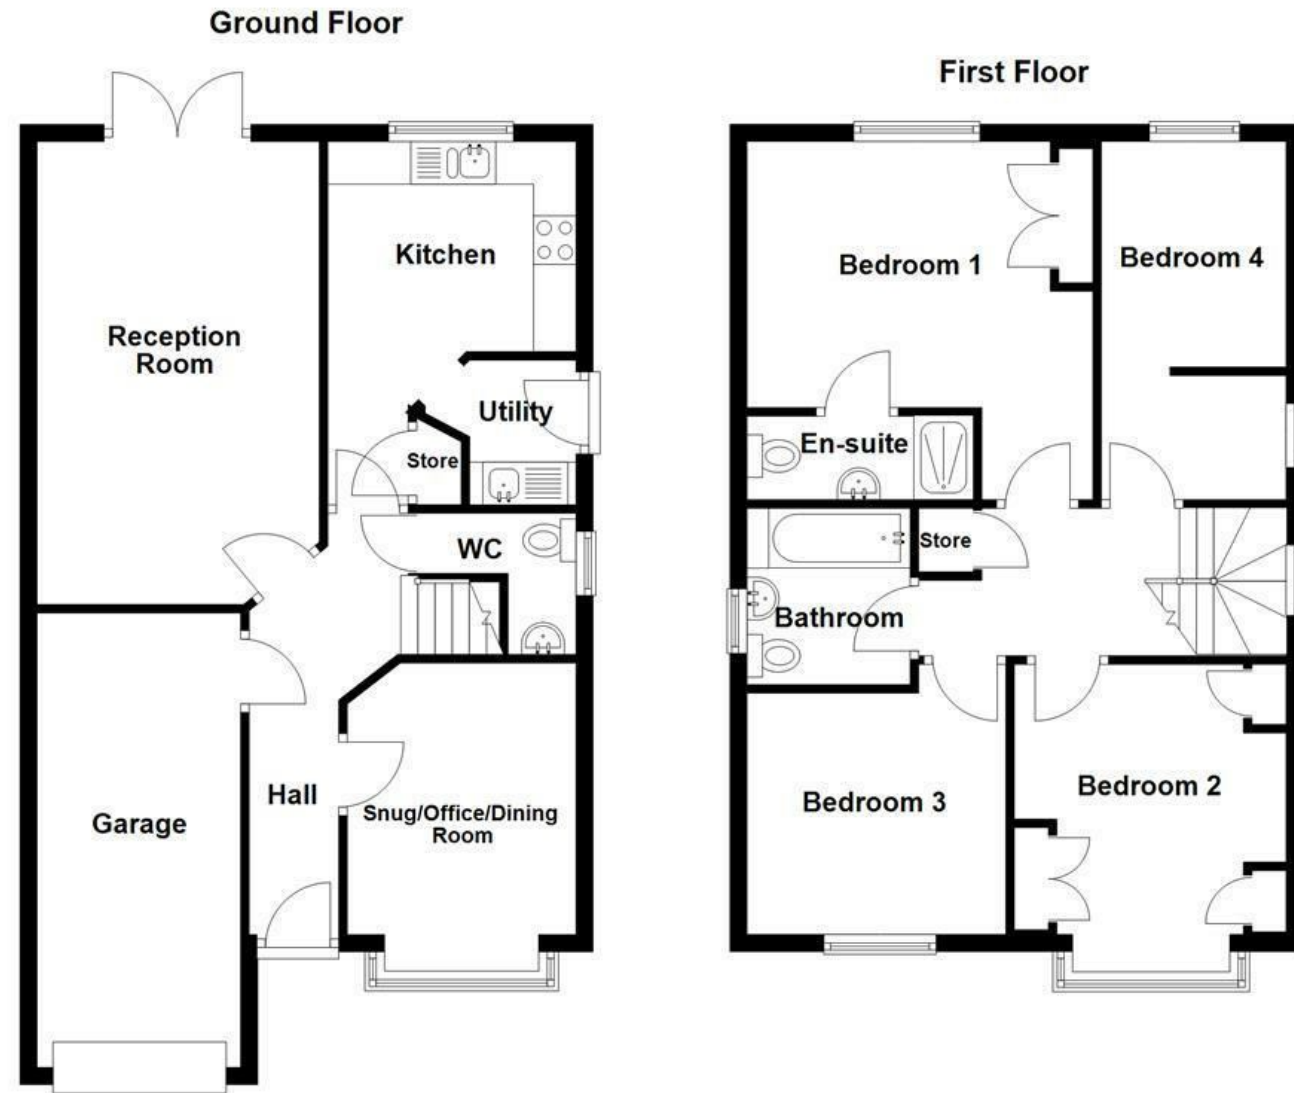 Ground Floor
Reception
Room
Kitchen
Utility
Store
WC
Garage
Hall
Snug/Office/Dining
Room
First Floor
Bedroom 1
Bedroom 4
En-suite
Store
Bathroom
Bedroom 3
Bedroom 2